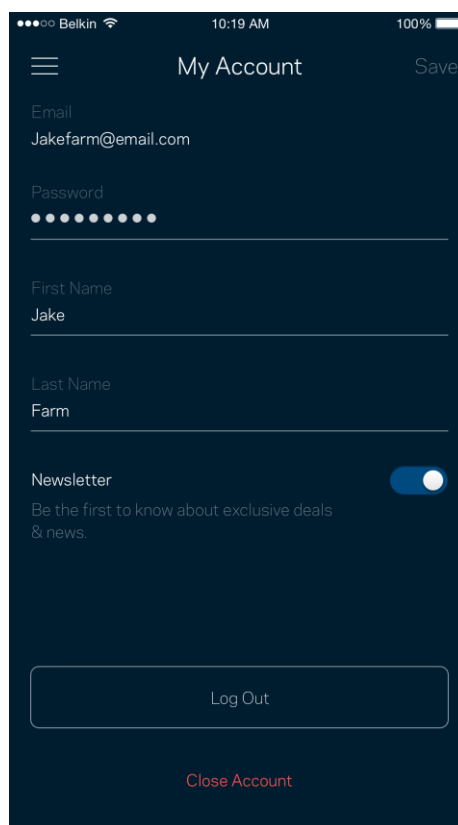 Belkin 10:19 AM 100%
My Account Save
Email
Jakefarm@email.com
Password
First Name
Jake
Last Name
Farm
Newsletter
Be the first to know about exclusive deals
& news.
Log Out
Close Account